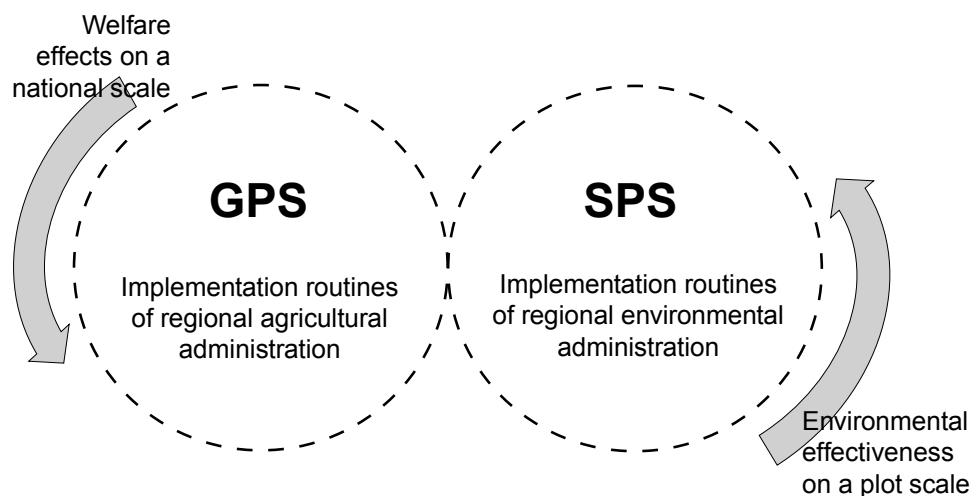 Welfare
effects on a
national scale
GPS
Implementation routines
of regional agricultural
administration
SPS
Implementation routines
of regional environmental
administration
Environmental
effectiveness
on a plot scale